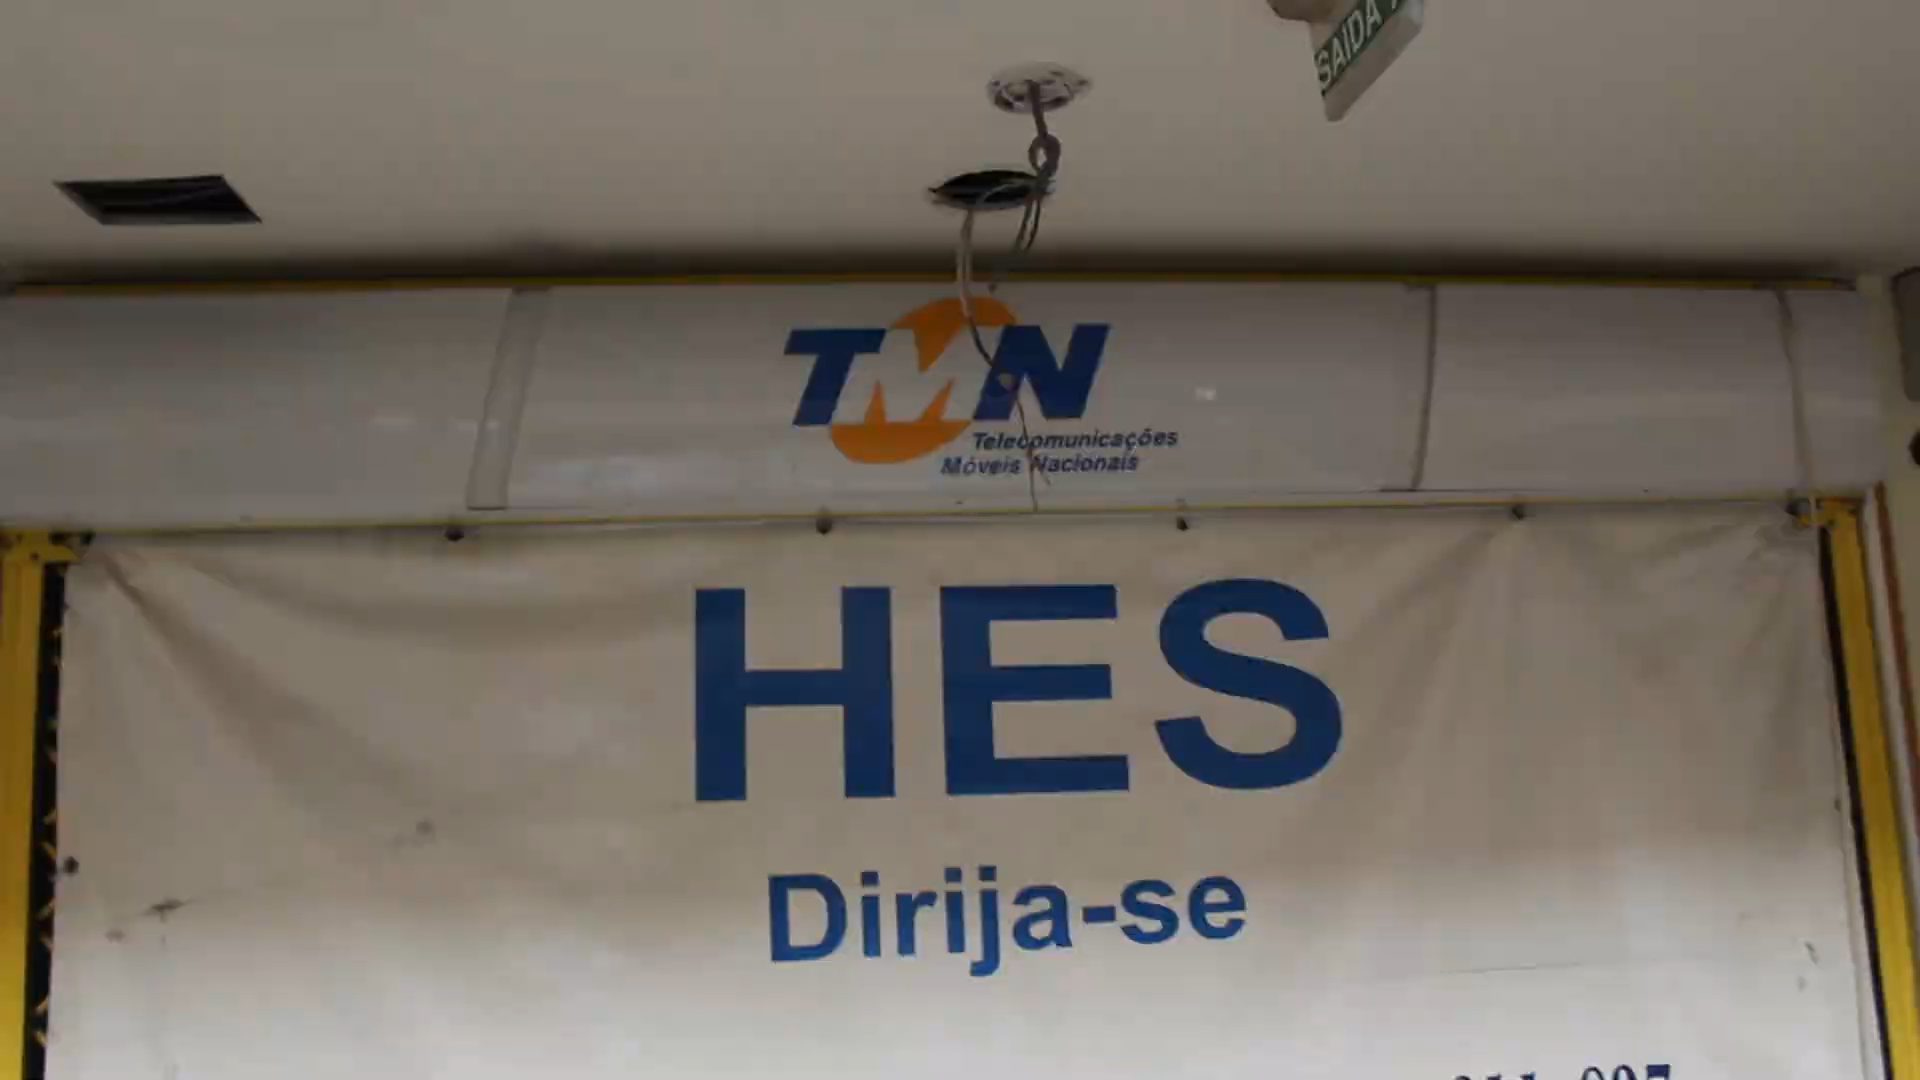 SAIDA
TMN
Telecomunicações
Móveis Nacionais
HES
Dirija-se